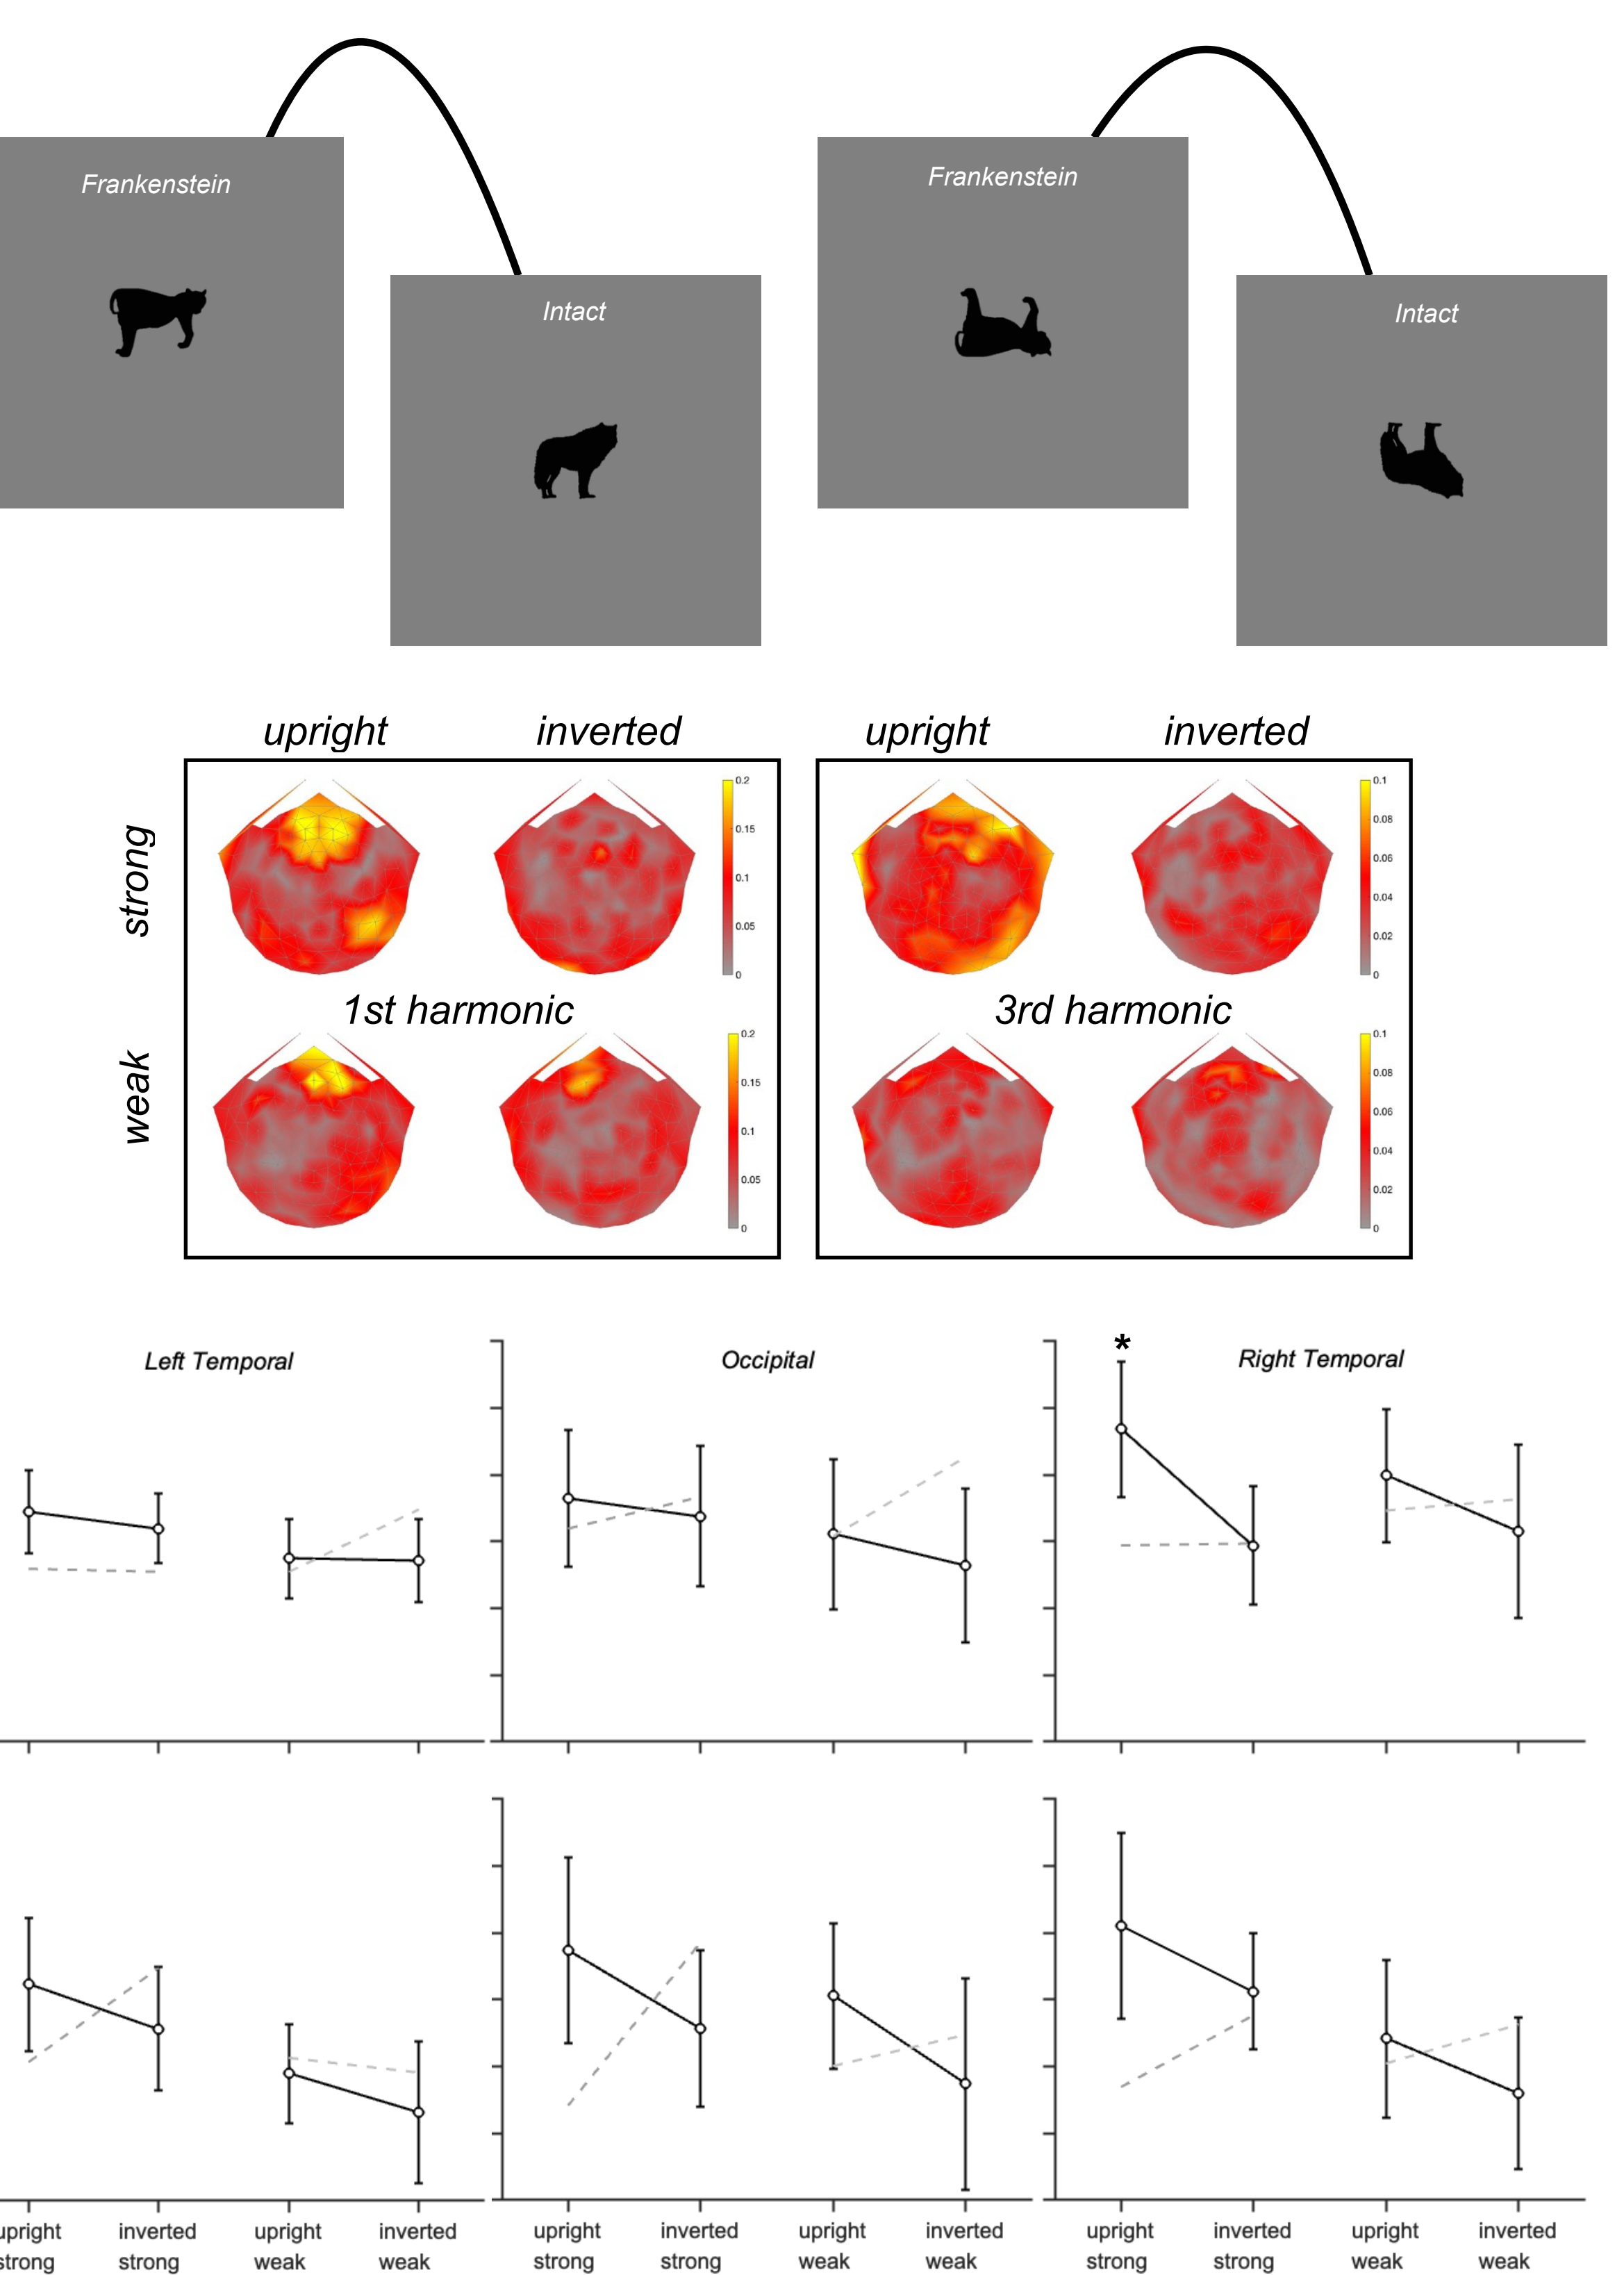 Frankenstein
Frankenstein
Intact
Intact
upright inverted upright inverted
strong
0.2
0.15
0.1
0.05
0
0.1
0.08
0.06
0.04
0.02
0
1st harmonic 3rd harmonic
weak
0.2
0.15
0.1
0.05
0
0.1
0.08
0.06
0.04
0.02
0
Left Temporal Occipital Right Temporal
*
upright inverted upright inverted upright inverted upright inverted upright inverted upright inverted
strong strong weak weak strong strong weak weak strong strong weak weak